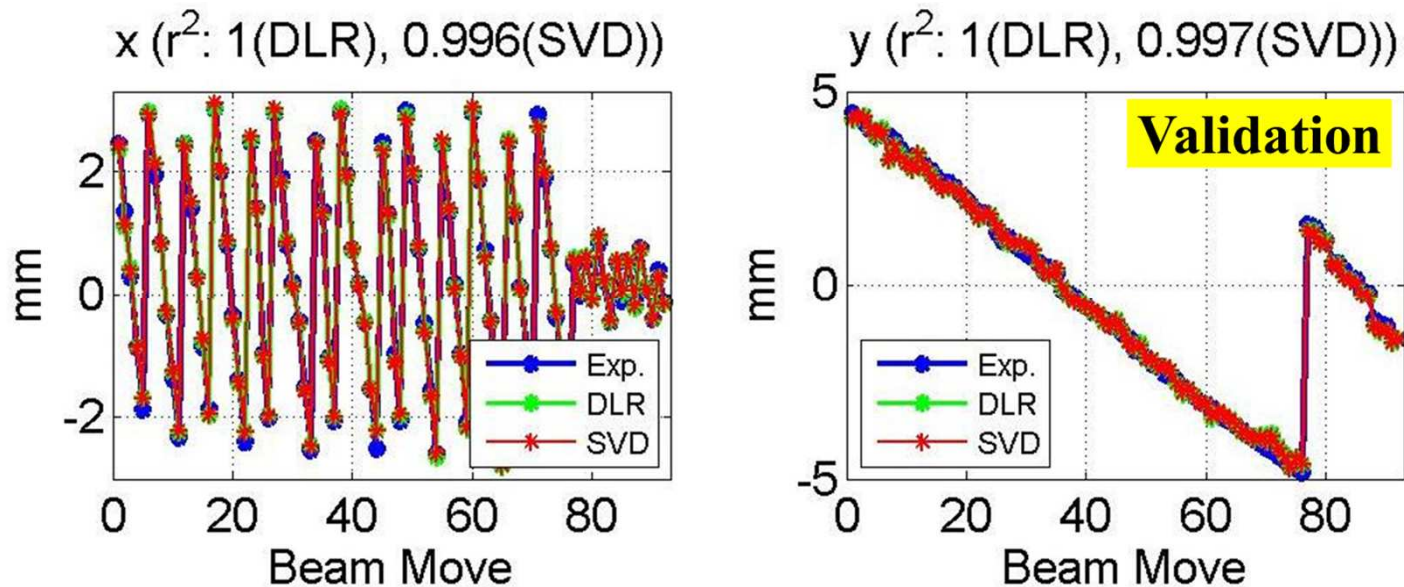 x (r²: 1(DLR), 0.996(SVD))
mm
2
0
-2
Exp.
DLR
SVD
0 20 40 60 80
Beam Move
y (r²: 1(DLR), 0.997(SVD))
Validation
mm
5
0
-5
Exp.
DLR
SVD
0 20 40 60 80
Beam Move